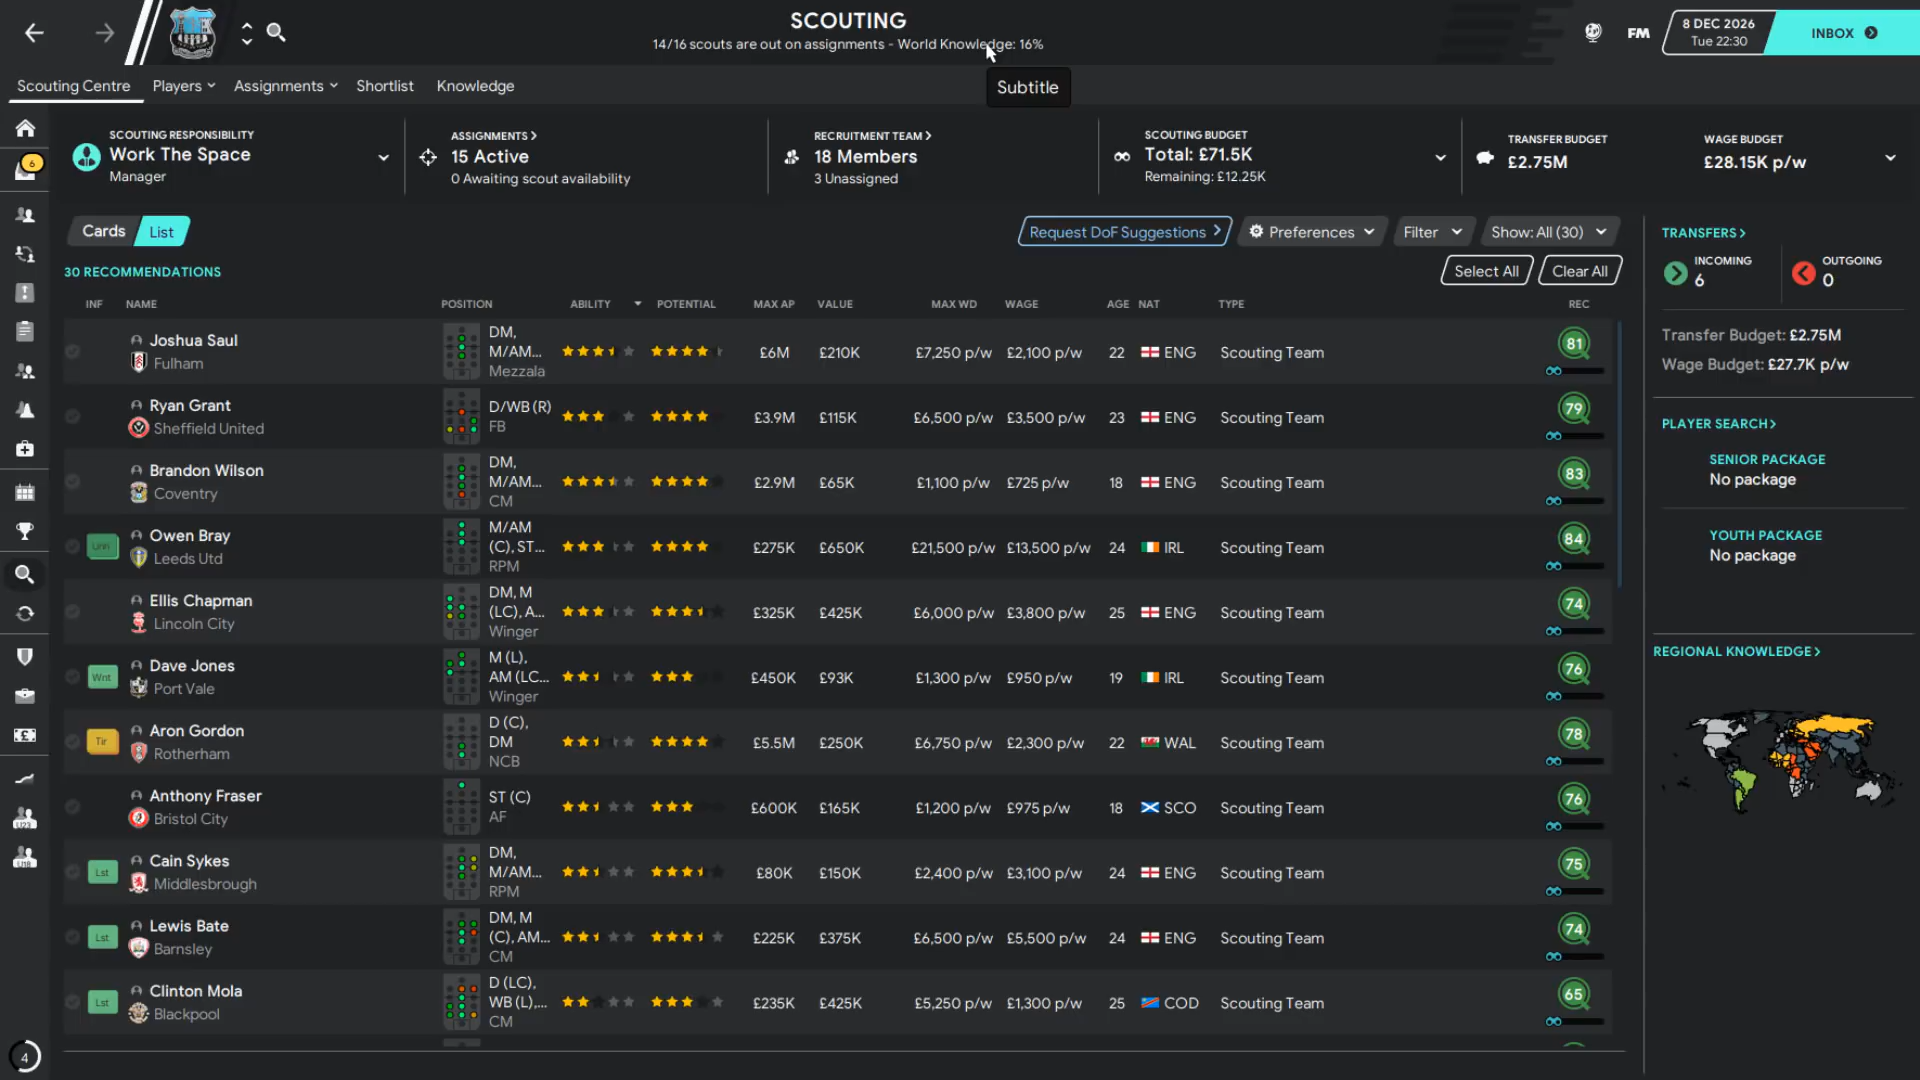 SCOUTING
14/16 scouts are out on assignments - World Knowledge: 16%
FM
8 DEC 2026
Tue 22:30
INBOX
Subtitle
Scouting Centre
Players
Assignments
Shortlist
Knowledge
6
SCOUTING RESPONSIBILITY
Work The Space
Manager
ASSIGNMENTS >
15 Active
0 Awaiting scout availability
RECRUITMENT TEAM >
18 Members
3 Unassigned
SCOUTING BUDGET
Total: £71.5K
Remaining: £12.25K
TRANSFER BUDGET
£2.75M
WAGE BUDGET
£28.15K p/w
Cards
List
Request DoF Suggestions >
Preferences
Filter
Show: All (30)
30 RECOMMENDATIONS
Select All
Clear All
INF NAME POSITION ABILITY POTENTIAL MAX AP VALUE MAX WD WAGE AGE NAT TYPE REC
Joshua Saul
Fulham
DM,
M/AM...
Mezzala
£6M £210K £7,250 p/w £2,100 p/w 22 ENG Scouting Team 81
Ryan Grant
Sheffield United
D/WB (R)
FB
£3.9M £115K £6,500 p/w £3,500 p/w 23 ENG Scouting Team 79
Brandon Wilson
Coventry
DM,
M/AM...
CM
£2.9M £65K £1,100 p/w £725 p/w 18 ENG Scouting Team 83
Unh
Owen Bray
Leeds Utd
M/AM
(C), ST...
RPM
£275K £650K £21,500 p/w £13,500 p/w 24 IRL Scouting Team 84
Ellis Chapman
Lincoln City
DM, M
(LC), A...
Winger
£325K £425K £6,000 p/w £3,800 p/w 25 ENG Scouting Team 74
Wnt
Dave Jones
Port Vale
M (L),
AM (LC...
Winger
£450K £93K £1,300 p/w £950 p/w 19 IRL Scouting Team 76
Tir
Aron Gordon
Rotherham
D (C),
DM
NCB
£5.5M £250K £6,750 p/w £2,300 p/w 22 WAL Scouting Team 78
Anthony Fraser
Bristol City
ST (C)
AF
£600K £165K £1,200 p/w £975 p/w 18 SCO Scouting Team 76
Lst
Cain Sykes
Middlesbrough
DM,
M/AM...
RPM
£80K £150K £2,400 p/w £3,100 p/w 24 ENG Scouting Team 75
Lst
Lewis Bate
Barnsley
DM, M
(C), AM...
CM
£225K £375K £6,500 p/w £5,500 p/w 24 ENG Scouting Team 74
Lst
Clinton Mola
Blackpool
D (LC),
WB (L),...
CM
£235K £425K £5,250 p/w £1,300 p/w 25 COD Scouting Team 65
TRANSFERS >
INCOMING
6
OUTGOING
0
Transfer Budget: £2.75M
Wage Budget: £27.7K p/w
PLAYER SEARCH >
SENIOR PACKAGE
No package
YOUTH PACKAGE
No package
REGIONAL KNOWLEDGE >
U23
U18
4